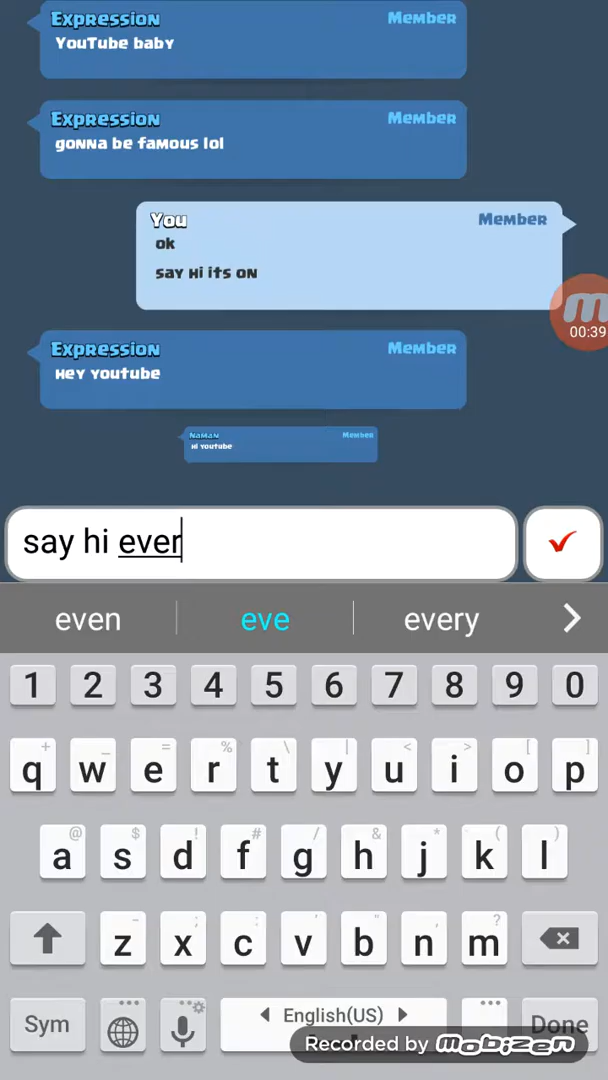 Expression Member
YouTube baby
Expression Member
gonna be famous lol
You Member
ok
say hi its on
Expression Member
Hey youtube
Naman Member
Hi youtube
00:39
say hi ever
even eve every
1 2 3 4 5 6 7 8 9 0
+ _ = % \ | < > [ ]
q w e r t y u i o p
@ $ ! # / & * ( )
a s d f g h j k l
- ; : ' " , ?
z x c v b n m
Sym English(US) Done
Recorded by mobizen